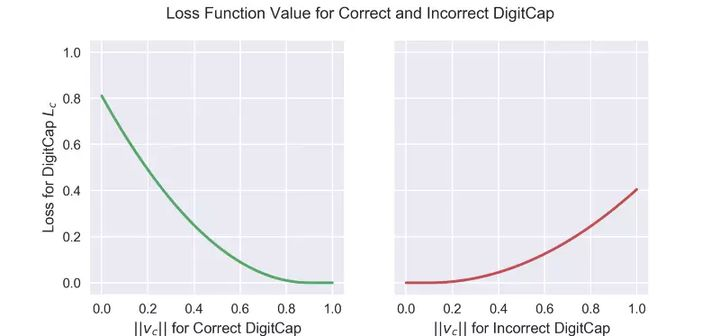 Loss Function Value for Correct and Incorrect DigitCap
Loss for DigitCap L_c
1.0
0.8
0.6
0.4
0.2
0.0
0.0 0.2 0.4 0.6 0.8 1.0
||v_c|| for Correct DigitCap
0.0 0.2 0.4 0.6 0.8 1.0
||v_c|| for Incorrect DigitCap